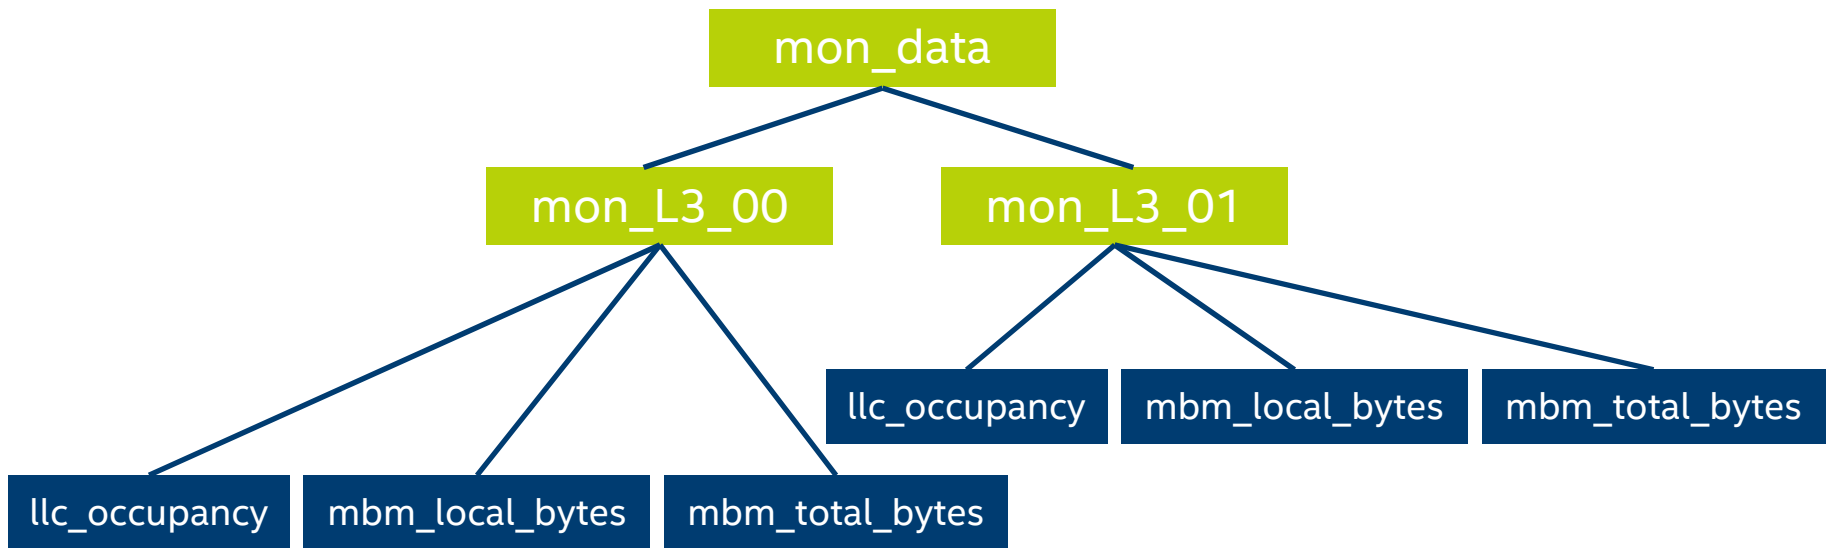 mon_data
mon_L3_00
mon_L3_01
llc_occupancy
mbm_local_bytes
mbm_total_bytes
llc_occupancy
mbm_local_bytes
mbm_total_bytes